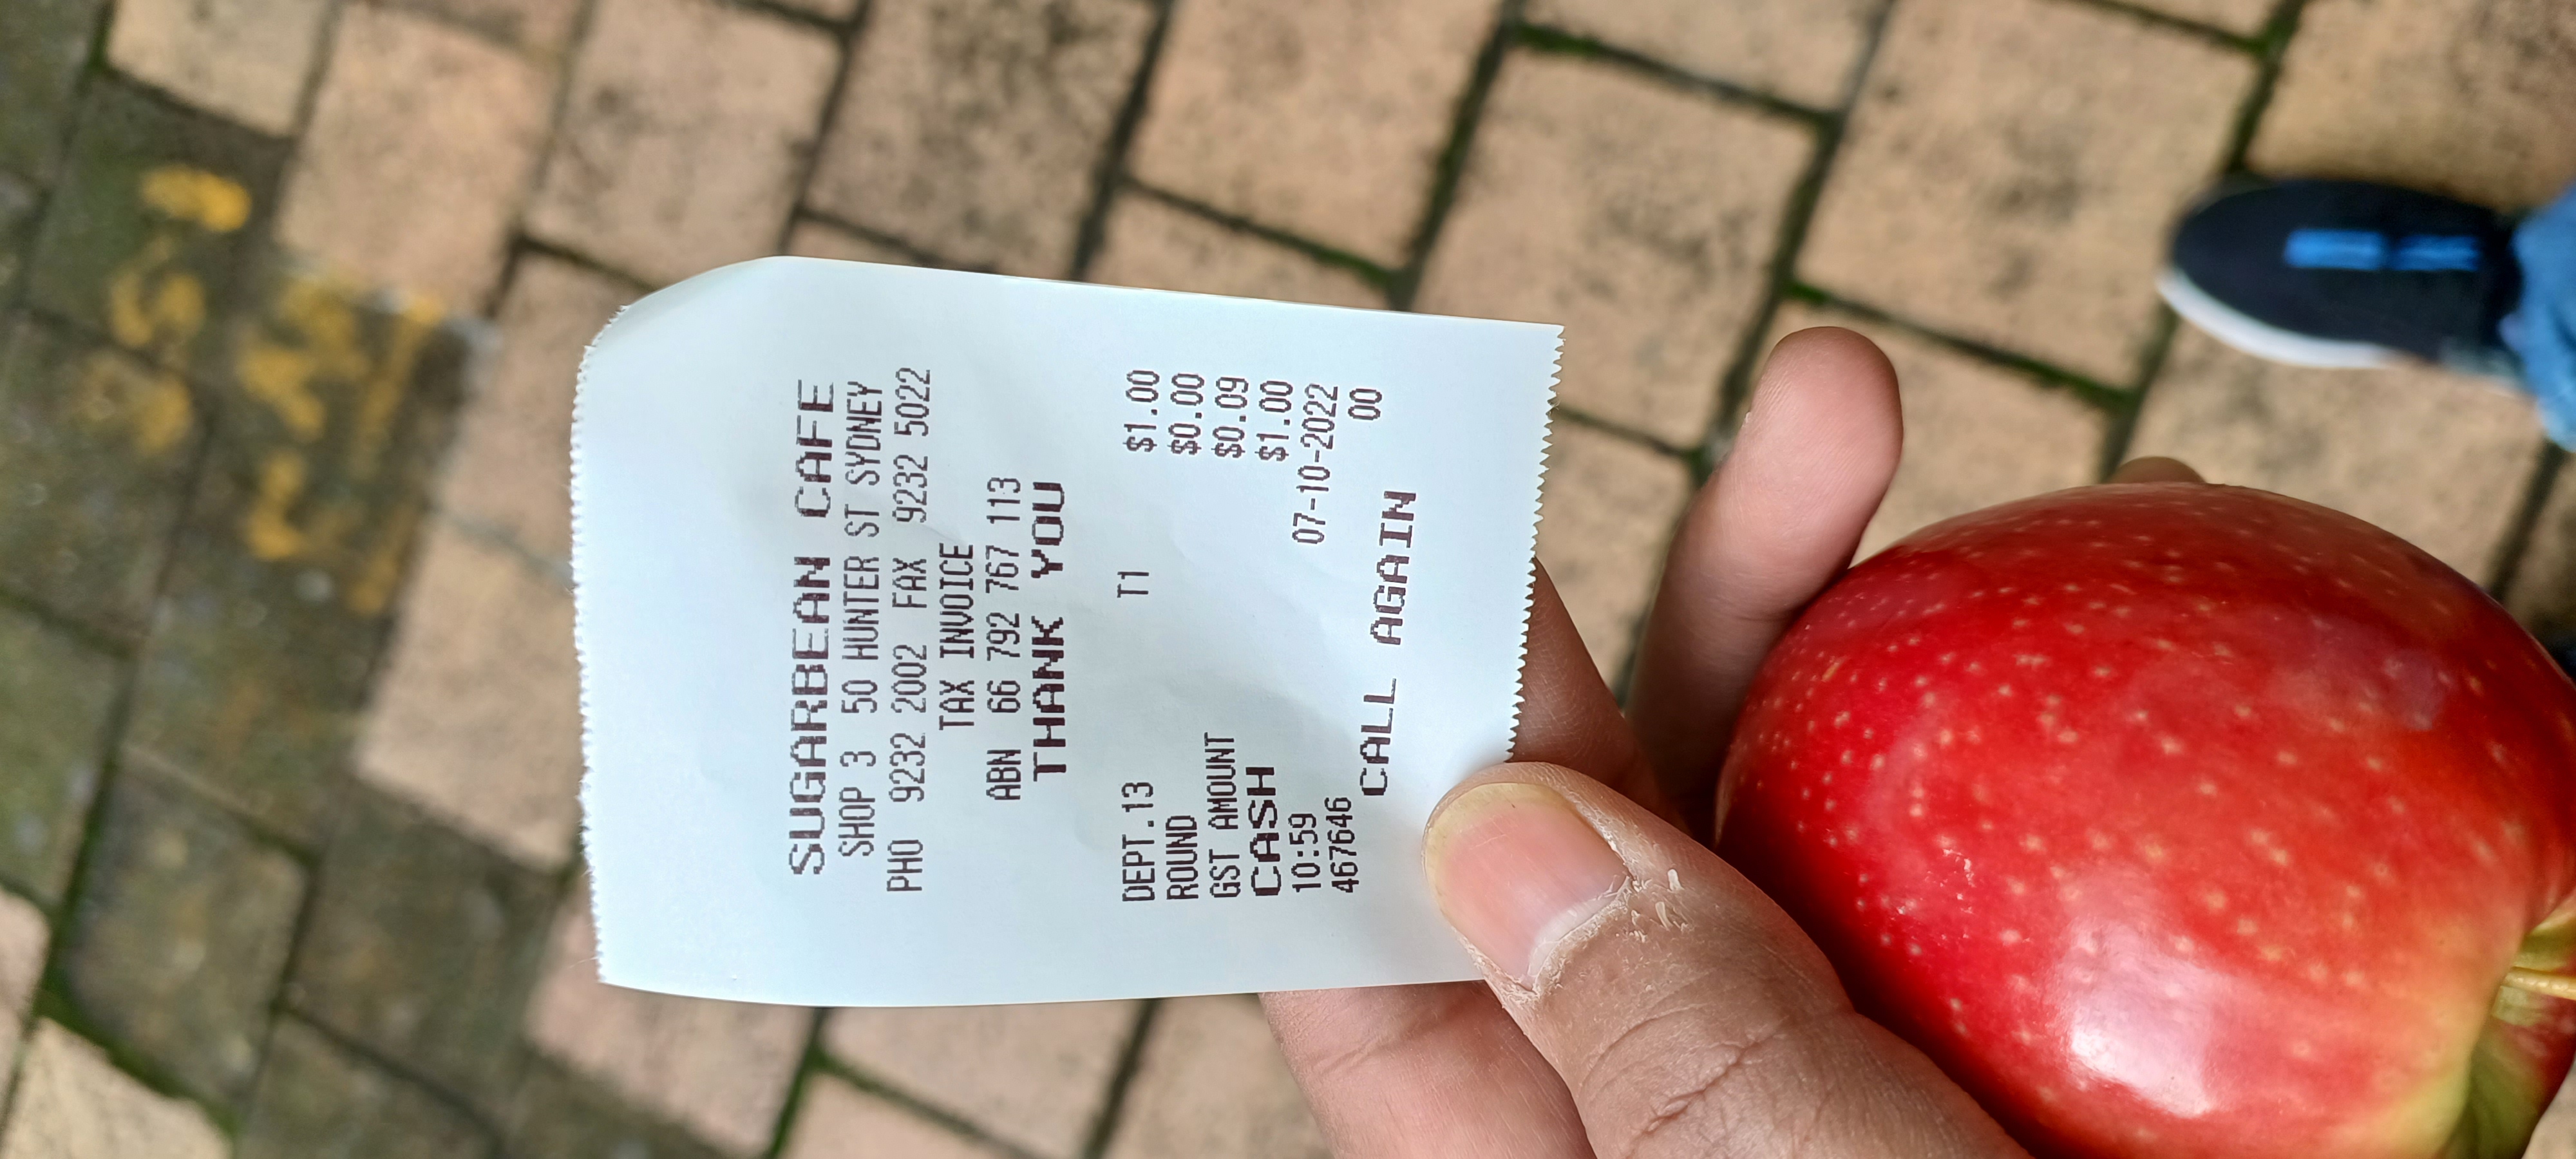 SUGARBEAN CAFE
SHOP 3 50 HUNTER ST SYDNEY
PHO 9232 2002 FAX 9232 5022
TAX INVOICE
ABN 66 792 767 113
THANK YOU
DEPT.13 T1 $1.00
ROUND $0.00
GST AMOUNT $0.09
CASH $1.00
10:59 07-10-2022
467646 00
CALL AGAIN